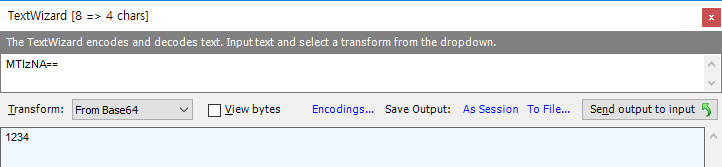 TextWizard [8 => 4 chars]
The TextWizard encodes and decodes text. Input text and select a transform from the dropdown.
MTIzNA==
Transform: From Base64 View bytes Encodings... Save Output: As Session To File... Send output to input
1234